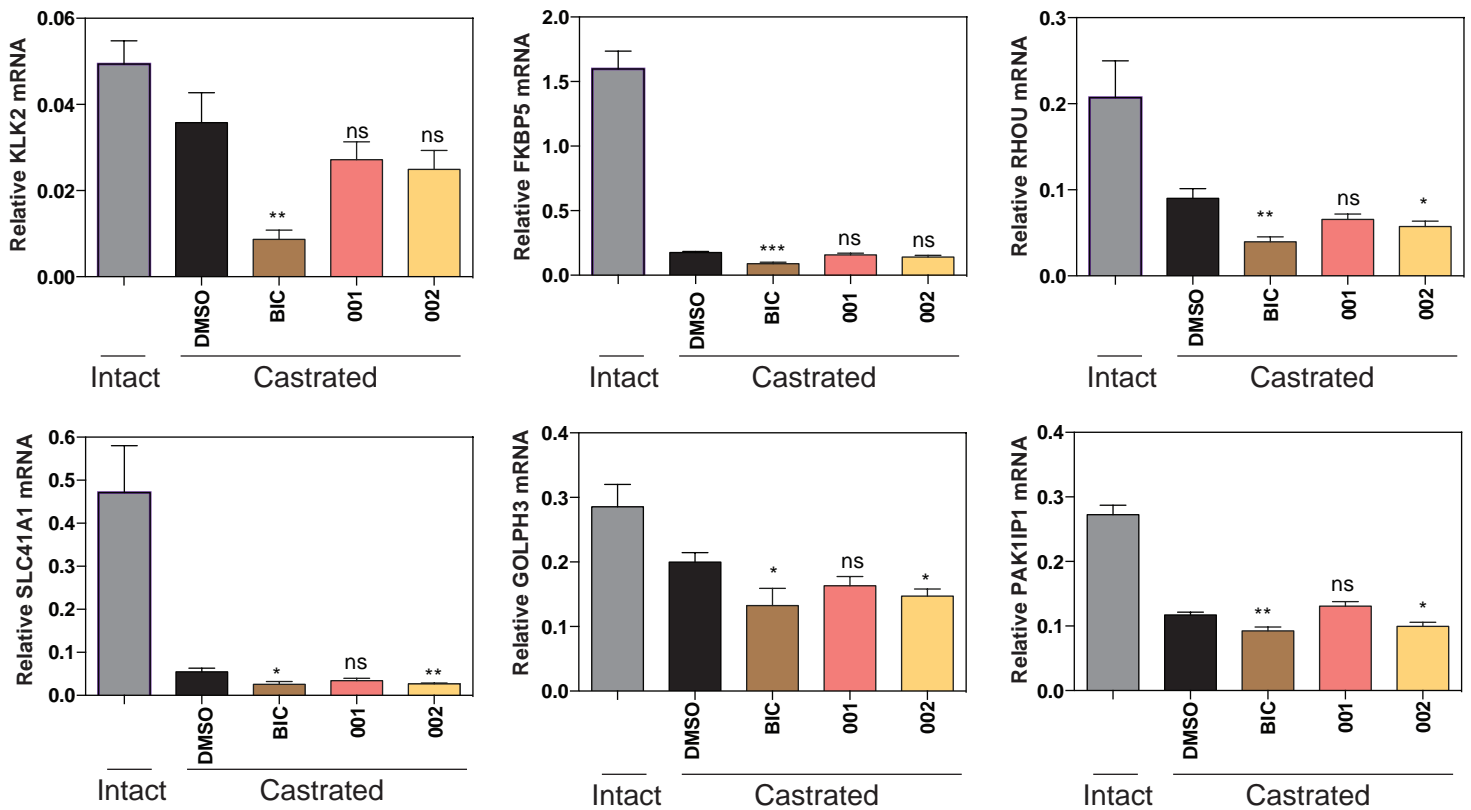 Relative KLK2 mRNA
0.06
0.04
0.02
0.00
**
ns
ns
DMSO
BIC
001
002
Intact
Castrated
Relative FKBP5 mRNA
2.0
1.5
1.0
0.5
0.0
***
ns
ns
DMSO
BIC
001
002
Intact
Castrated
Relative RHOU mRNA
0.3
0.2
0.1
0.0
**
ns
*
DMSO
BIC
001
002
Intact
Castrated
Relative SLC41A1 mRNA
0.6
0.5
0.4
0.3
0.2
0.1
0.0
*
ns
**
DMSO
BIC
001
002
Intact
Castrated
Relative GOLPH3 mRNA
0.4
0.3
0.2
0.1
0.0
*
ns
*
DMSO
BIC
001
002
Intact
Castrated
Relative PAK1IP1 mRNA
0.4
0.3
0.2
0.1
0.0
**
ns
*
DMSO
BIC
001
002
Intact
Castrated